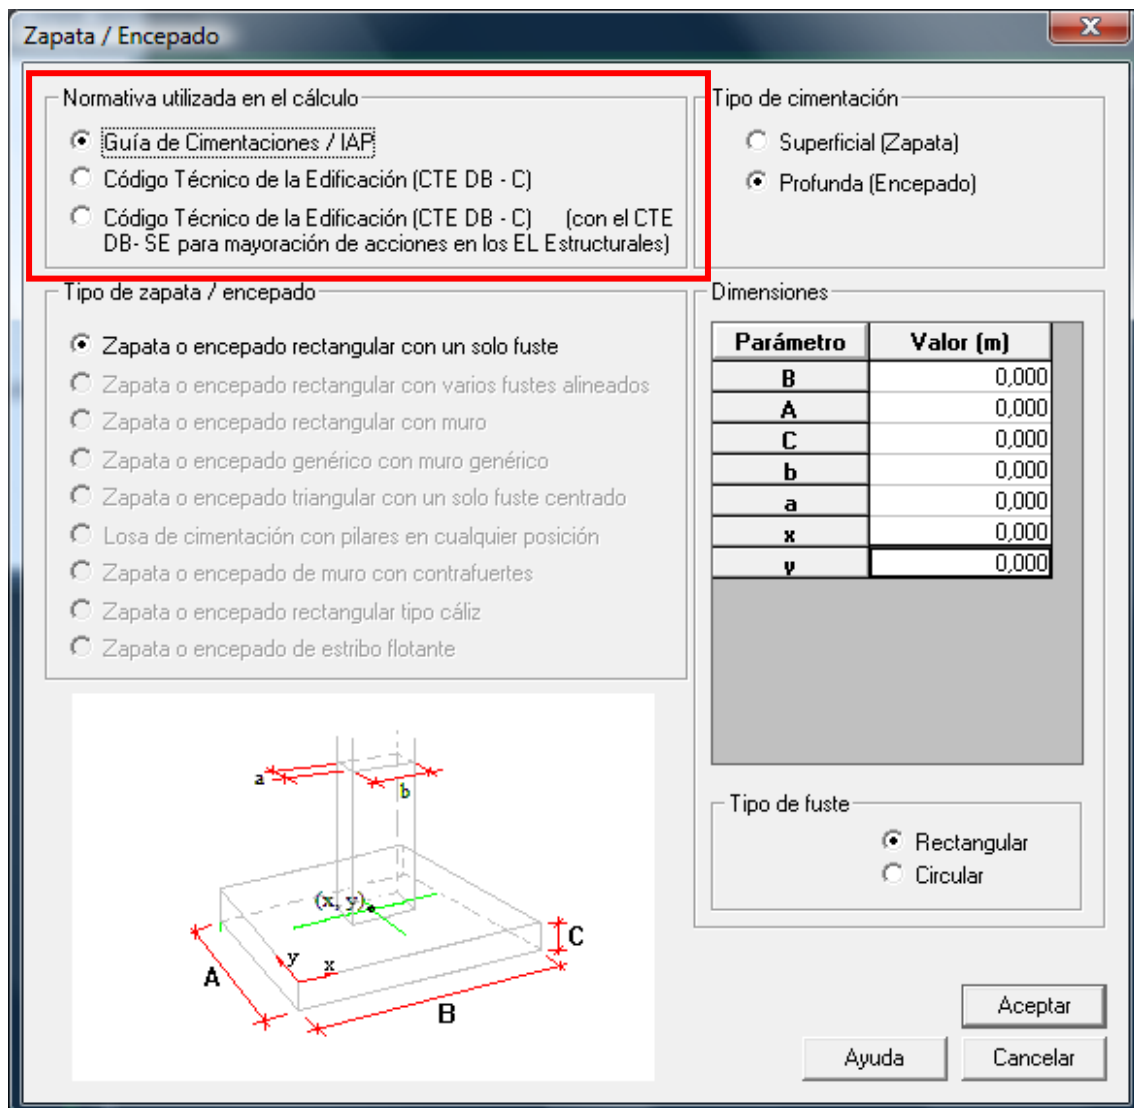 Zapata / Encepado
Normativa utilizada en el cálculo
Guía de Cimentaciones / IAP
Código Técnico de la Edificación (CTE DB - C)
Código Técnico de la Edificación (CTE DB - C) (con el CTE
DB- SE para mayoración de acciones en los EL Estructurales)
Tipo de cimentación
Superficial (Zapata)
Profunda (Encepado)
Tipo de zapata / encepado
Zapata o encepado rectangular con un solo fuste
Zapata o encepado rectangular con varios fustes alineados
Zapata o encepado rectangular con muro
Zapata o encepado genérico con muro genérico
Zapata o encepado triangular con un solo fuste centrado
Losa de cimentación con pilares en cualquier posición
Zapata o encepado de muro con contrafuertes
Zapata o encepado rectangular tipo cáliz
Zapata o encepado de estribo flotante
Dimensiones
Parámetro Valor (m)
B 0,000
A 0,000
C 0,000
b 0,000
a 0,000
x 0,000
y 0,000
a
b
(x, y)
C
y
x
A
B
Tipo de fuste
Rectangular
Circular
Aceptar
Ayuda
Cancelar